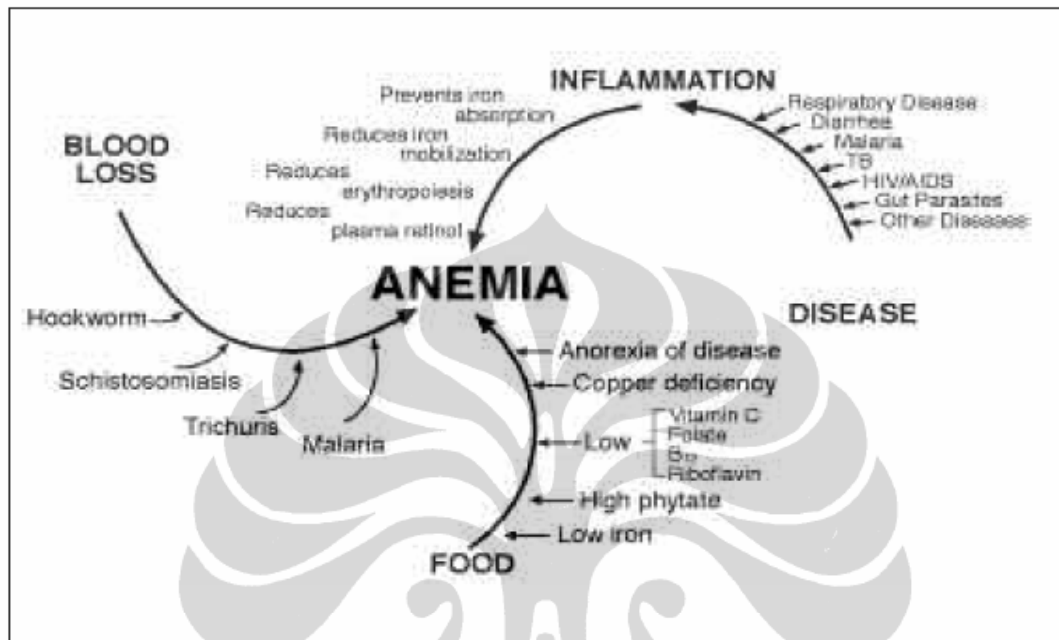 INFLAMMATION
Prevents iron
absorption
Reduces iron
mobilization
Reduces
erythropoiesis
Reduces
plasma retinol
Respiratory Disease
Diarrhea
Malaria
TB
HIV/AIDS
Gut Parasites
Other Diseases
BLOOD
LOSS
ANEMIA
DISEASE
Hookworm
Schistosomiasis
Trichuris
Malaria
Anorexia of disease
Copper deficiency
Low
Vitamin C
Folate
B₁₂
Riboflavin
High phytate
Low iron
FOOD